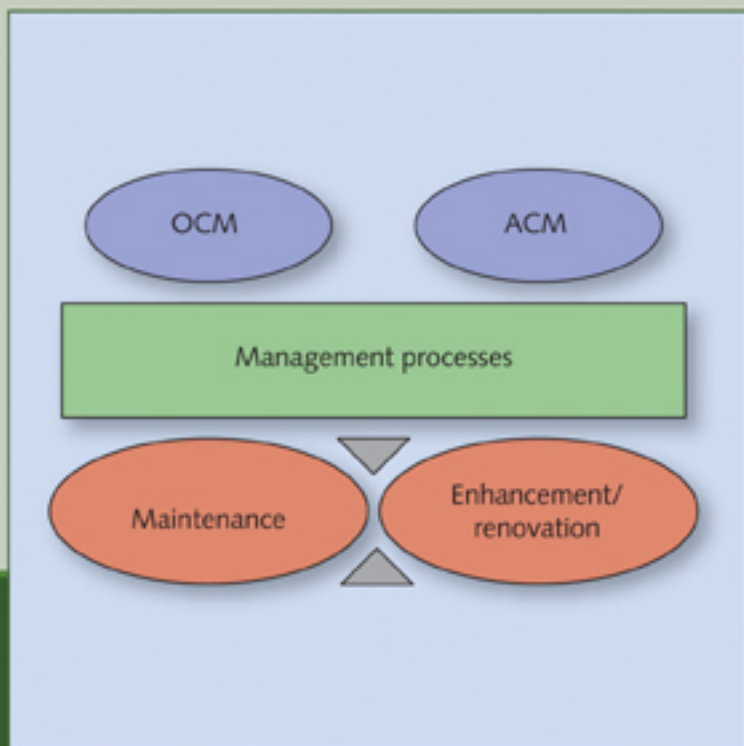 OCM
ACM
Management processes
Maintenance
Enhancement/
renovation